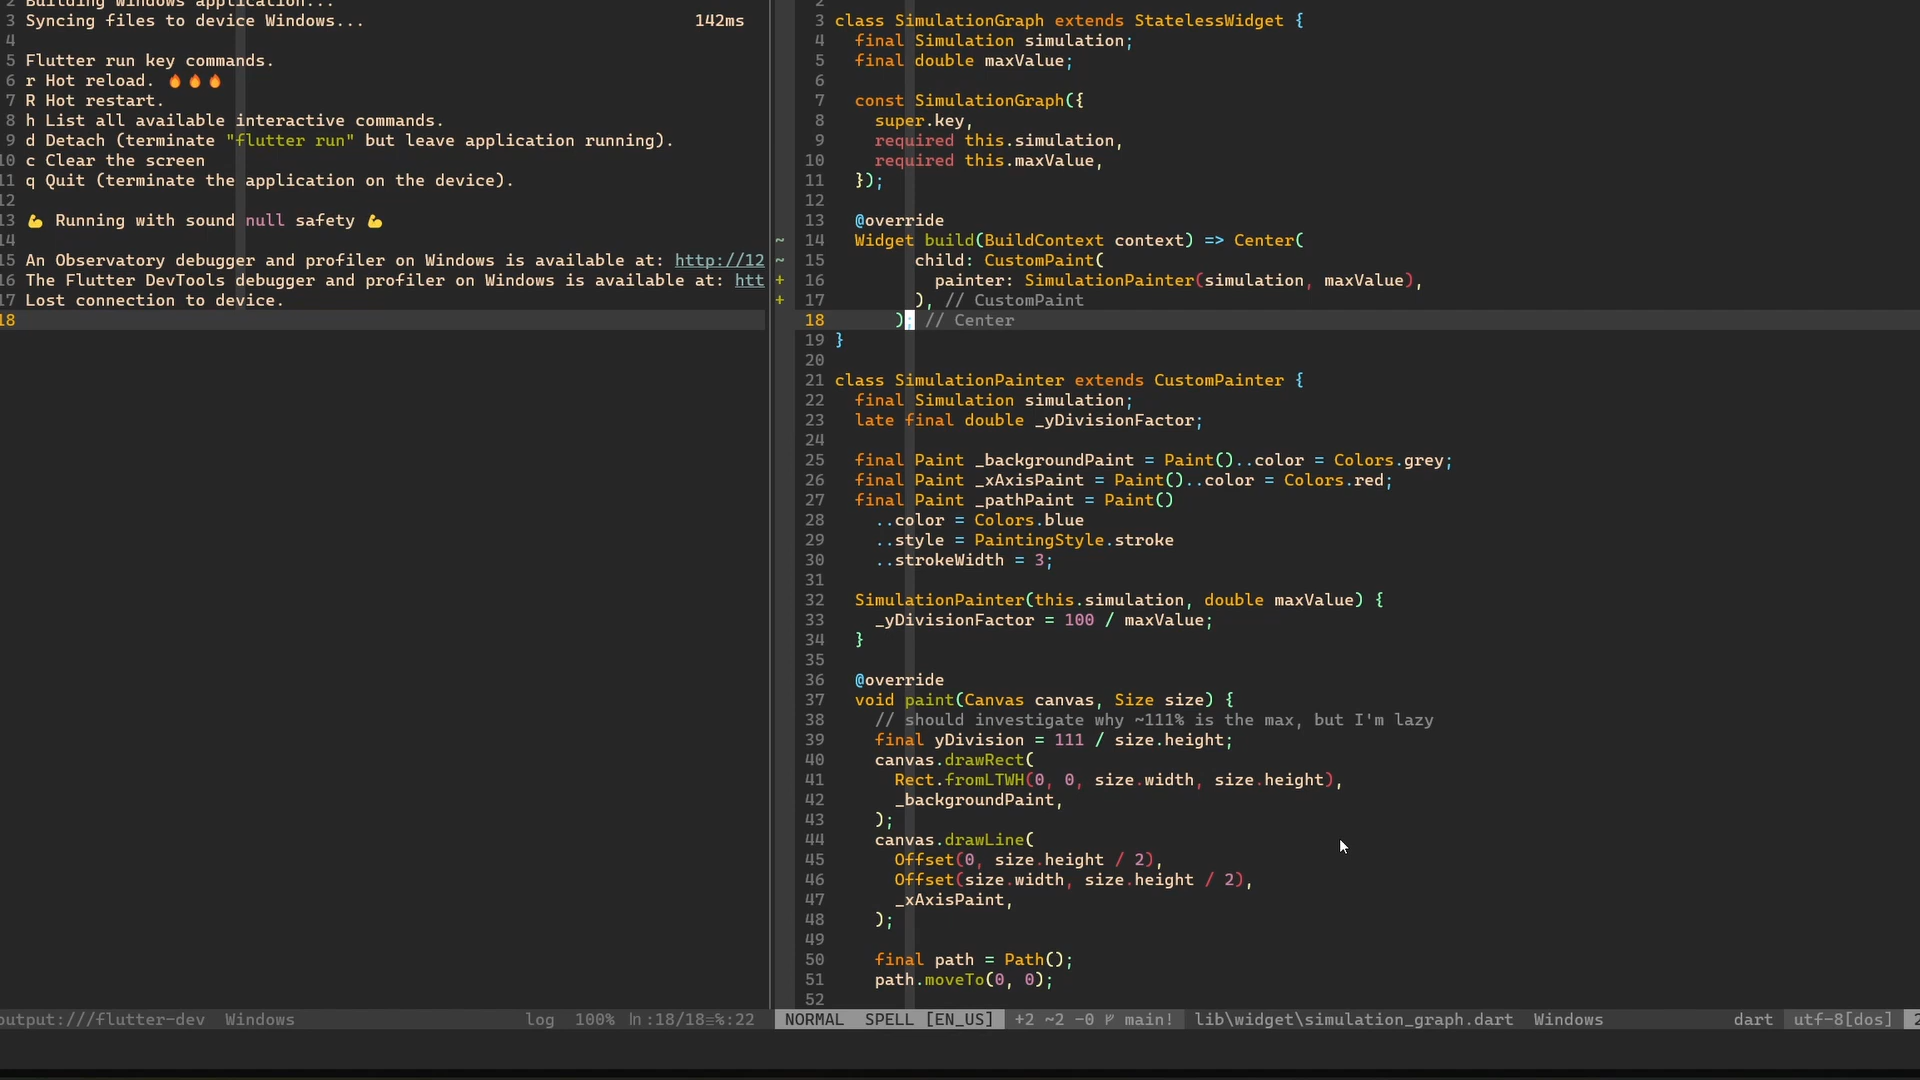 2 Building Windows application...
3 Syncing files to device Windows... 142ms
4
5 Flutter run key commands.
6 r Hot reload. 🔥🔥🔥
7 R Hot restart.
8 h List all available interactive commands.
9 d Detach (terminate "flutter run" but leave application running).
10 c Clear the screen
11 q Quit (terminate the application on the device).
12
13 💪 Running with sound null safety 💪
14
15 An Observatory debugger and profiler on Windows is available at: http://12
16 The Flutter DevTools debugger and profiler on Windows is available at: htt
17 Lost connection to device.
18
output:///flutter-dev Windows log 100% ln:18/18≡%:22
2
3 class SimulationGraph extends StatelessWidget {
4 final Simulation simulation;
5 final double maxValue;
6
7 const SimulationGraph({
8 super.key,
9 required this.simulation,
10 required this.maxValue,
11 });
12
13 @override
~ 14 Widget build(BuildContext context) => Center(
~ 15 child: CustomPaint(
+ 16 painter: SimulationPainter(simulation, maxValue),
+ 17 ), // CustomPaint
18 ); // Center
19 }
20
21 class SimulationPainter extends CustomPainter {
22 final Simulation simulation;
23 late final double _yDivisionFactor;
24
25 final Paint _backgroundPaint = Paint()..color = Colors.grey;
26 final Paint _xAxisPaint = Paint()..color = Colors.red;
27 final Paint _pathPaint = Paint()
28 ..color = Colors.blue
29 ..style = PaintingStyle.stroke
30 ..strokeWidth = 3;
31
32 SimulationPainter(this.simulation, double maxValue) {
33 _yDivisionFactor = 100 / maxValue;
34 }
35
36 @override
37 void paint(Canvas canvas, Size size) {
38 // should investigate why ~111% is the max, but I'm lazy
39 final yDivision = 111 / size.height;
40 canvas.drawRect(
41 Rect.fromLTWH(0, 0, size.width, size.height),
42 _backgroundPaint,
43 );
44 canvas.drawLine(
45 Offset(0, size.height / 2),
46 Offset(size.width, size.height / 2),
47 _xAxisPaint,
48 );
49
50 final path = Path();
51 path.moveTo(0, 0);
52
NORMAL SPELL [EN_US] +2 ~2 -0 ᚠ main! lib\widget\simulation_graph.dart Windows dart utf-8[dos] 2